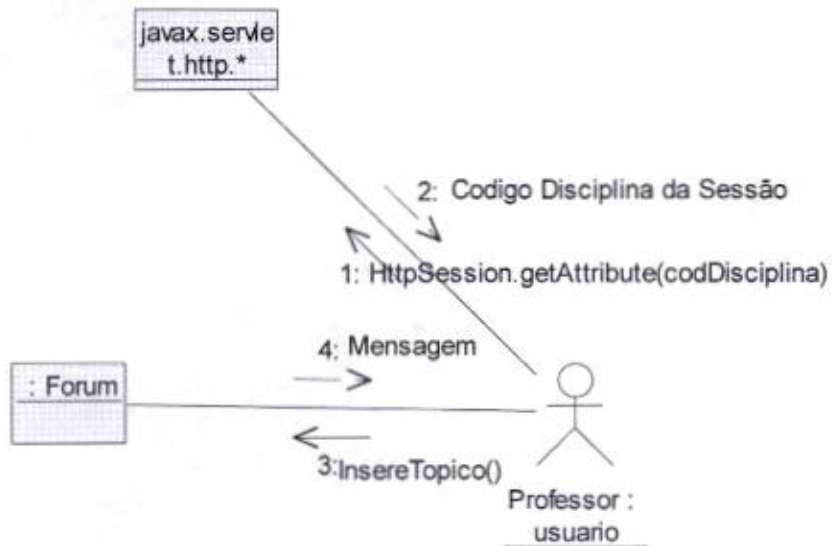 javax.servle
t.http.*
2: Codigo Disciplina da Sessão
1: HttpSession.getAttribute(codDisciplina)
4: Mensagem
: Forum
3:InsereTopico()
Professor :
usuario